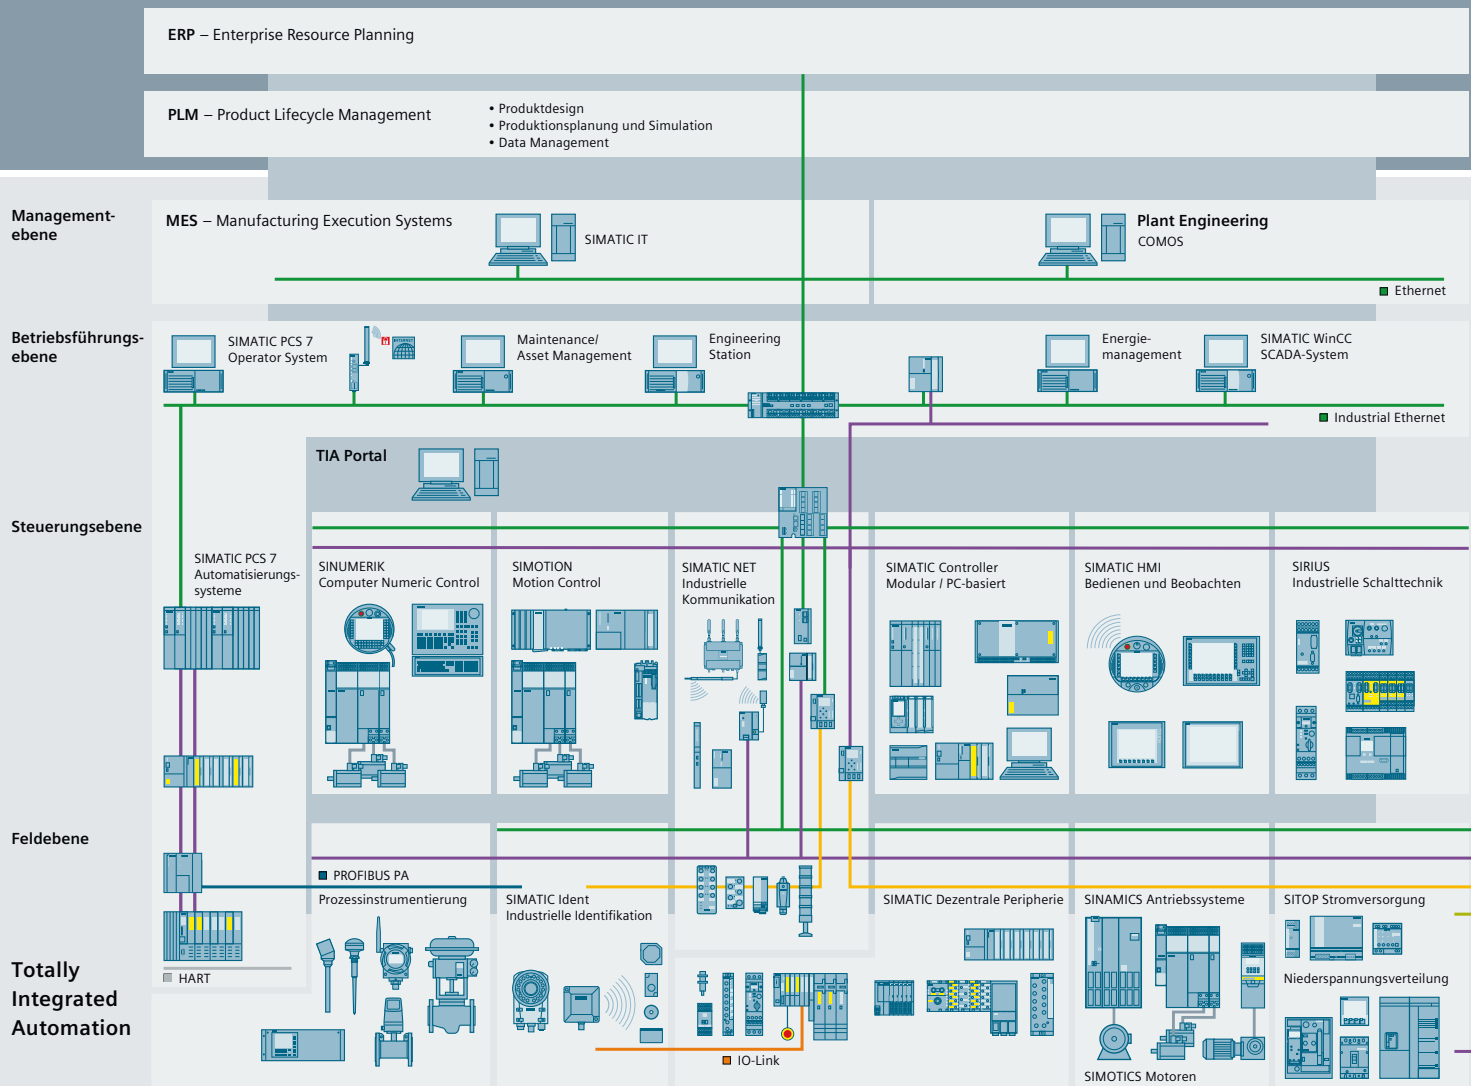 ERP – Enterprise Resource Planning
PLM – Product Lifecycle Management
• Produktdesign
• Produktionsplanung und Simulation
• Data Management
Management-
ebene
MES – Manufacturing Execution Systems
SIMATIC IT
Plant Engineering
COMOS
Ethernet
Betriebsführungs-
ebene
SIMATIC PCS 7
Operator System
INTERNET
Maintenance/
Asset Management
Engineering
Station
Energie-
management
SIMATIC WinCC
SCADA-System
Industrial Ethernet
TIA Portal
Steuerungsebene
SIMATIC PCS 7
Automatisierungs-
systeme
SINUMERIK
Computer Numeric Control
SIMOTION
Motion Control
SIMATIC NET
Industrielle
Kommunikation
SIMATIC Controller
Modular / PC-basiert
SIMATIC HMI
Bedienen und Beobachten
SIRIUS
Industrielle Schalttechnik
Feldebene
PROFIBUS PA
Prozessinstrumentierung
SIMATIC Ident
Industrielle Identifikation
SIMATIC Dezentrale Peripherie
SINAMICS Antriebssysteme
SITOP Stromversorgung
Niederspannungsverteilung
HART
Totally
Integrated
Automation
IO-Link
SIMOTICS Motoren